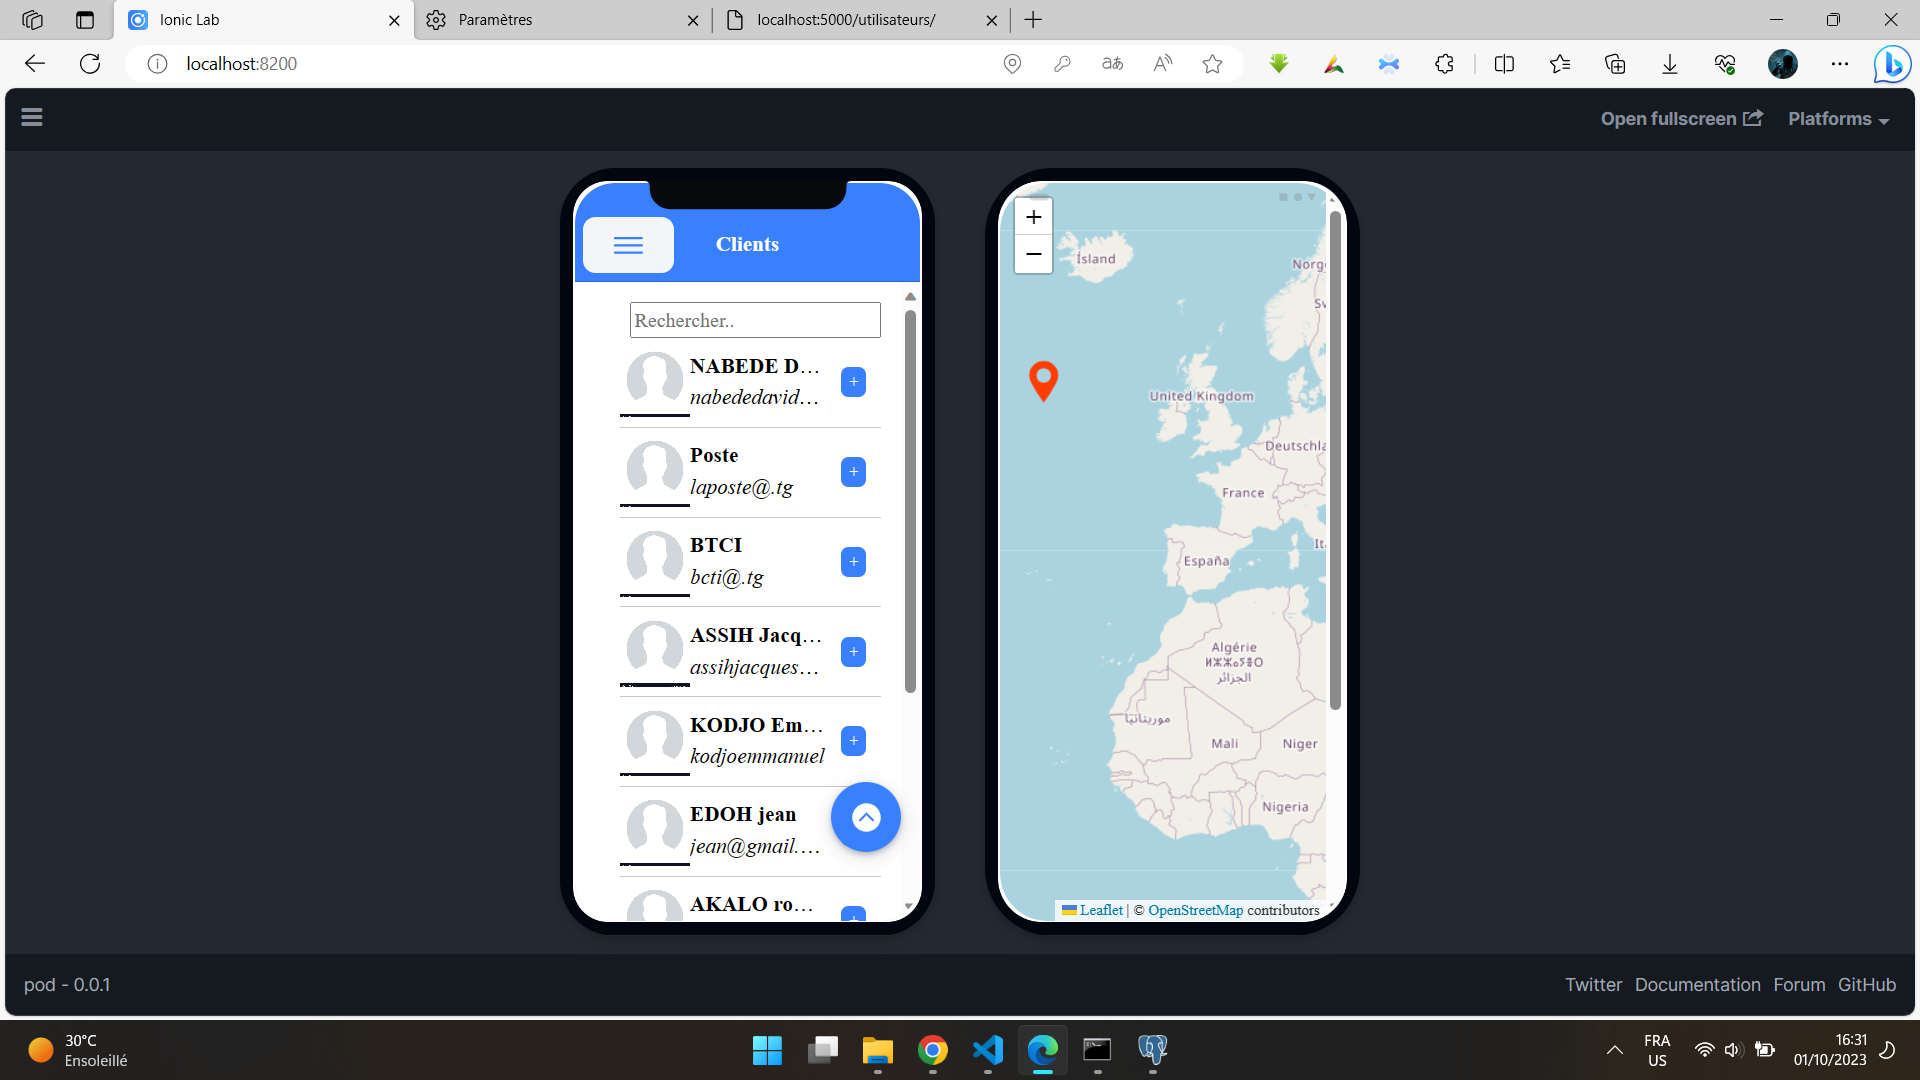 Ionic Lab
Paramètres
localhost:5000/utilisateurs/
localhost:8200
Open fullscreen
Platforms
Clients
Rechercher..
NABEDE D...
nabededavid...
+
Poste
laposte@.tg
+
BTCI
bcti@.tg
+
ASSIH Jacq...
assihjacques...
+
KODJO Em...
kodjoemmanuel
+
EDOH jean
jean@gmail....
AKALO ro...
+
+
−
Ísland
Norg
Sv
United Kingdom
Deutschla
France
It
España
Algérie
ⵍⵣⵣⴰⵢⴻⵔ
الجزائر
موريتانيا
Mali
Niger
Nigeria
Leaflet | © OpenStreetMap contributors
pod - 0.0.1
Twitter
Documentation
Forum
GitHub
30°C
Ensoleillé
FRA
US
16:31
01/10/2023